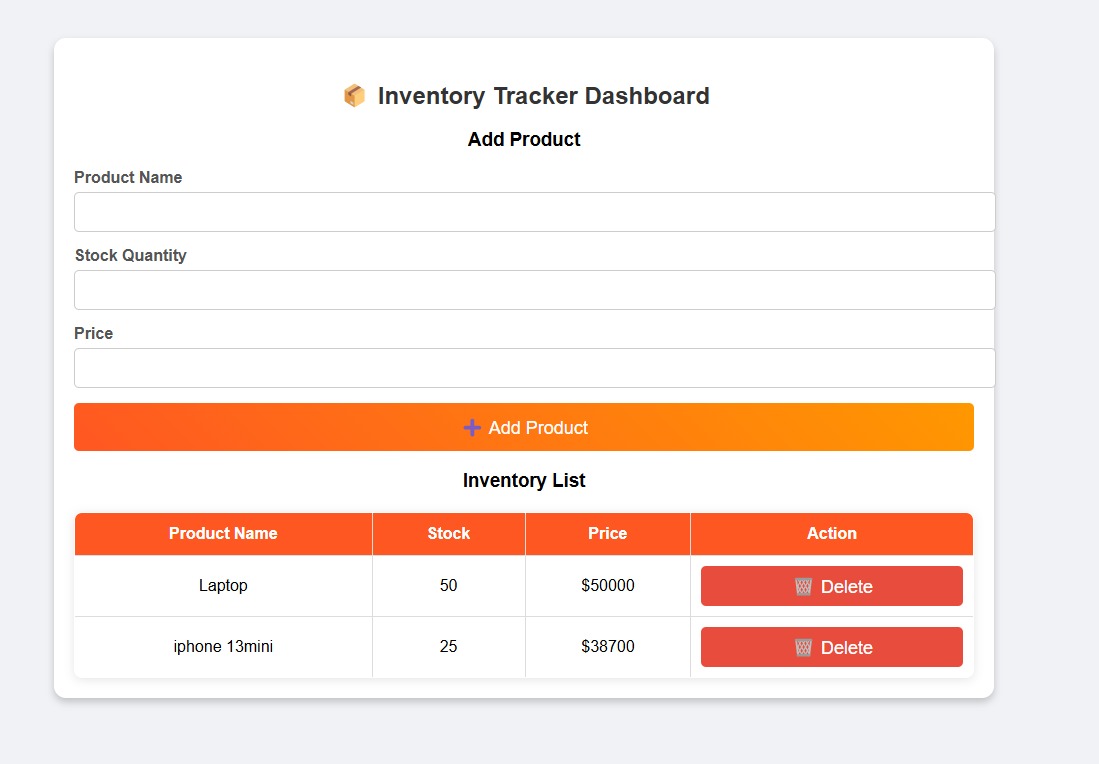 📦 Inventory Tracker Dashboard
Add Product
Product Name
Stock Quantity
Price
➕ Add Product
Inventory List
Product Name Stock Price Action
Laptop 50 $50000 🗑️ Delete
iphone 13mini 25 $38700 🗑️ Delete